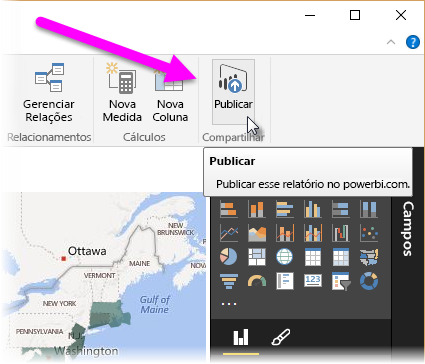 ?
Gerenciar
Relações
Nova
Medida
Nova
Coluna
Publicar
Relacionamentos
Cálculos
Compartilhar
Publicar
Publicar esse relatório no powerbi.com.
Campos
Ottawa
NEW
BRUNSWICK
MAINE
VERMONT
Gulf of
Maine
NEW YORK
PENNSYLVANIA
N.J.
Washington
R
123
...